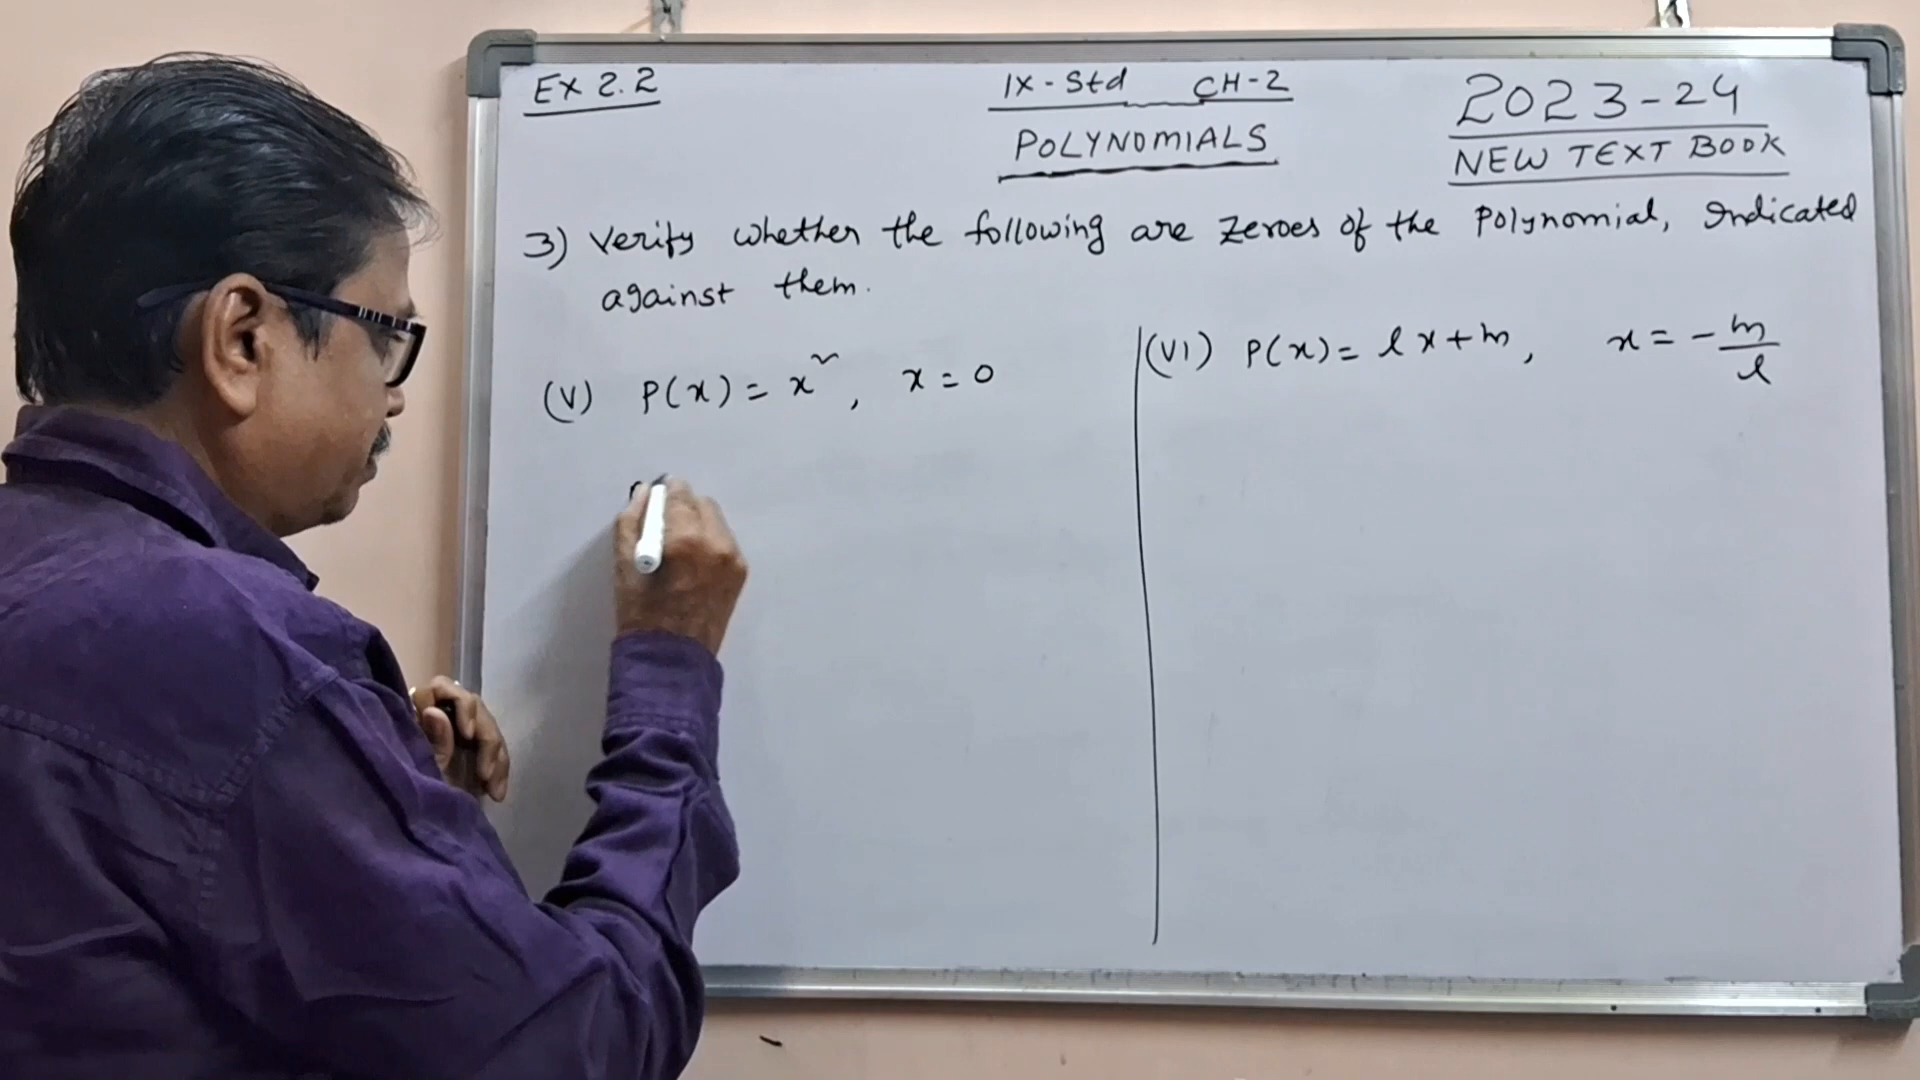 EX 2.2
IX - Std CH-2
POLYNOMIALS
2023-24
NEW TEXT BOOK
3) Verify whether the following are zeroes of the Polynomial, Indicated
against them.
(V) P(x) = x², x = 0
(VI) P(x) = lx + m, x = -m/l